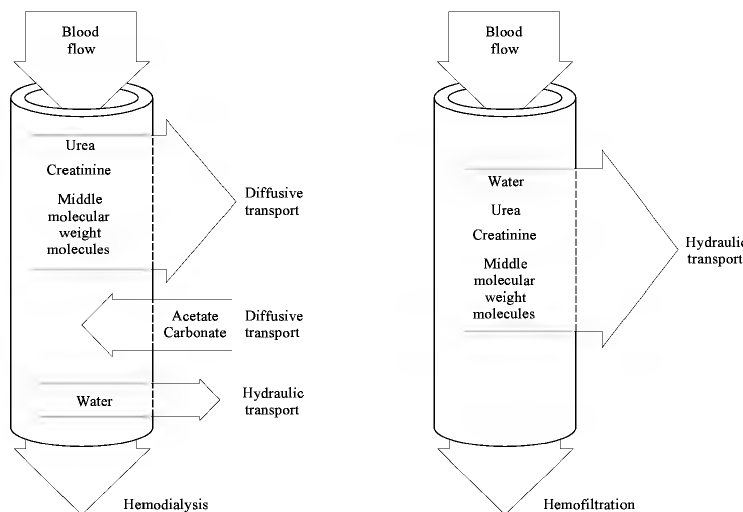 Blood
flow
Urea
Creatinine
Middle
molecular
weight
molecules
Diffusive
transport
Acetate
Carbonate
Diffusive
transport
Water
Hydraulic
transport
Hemodialysis
Blood
flow
Water
Urea
Creatinine
Middle
molecular
weight
molecules
Hydraulic
transport
Hemofiltration